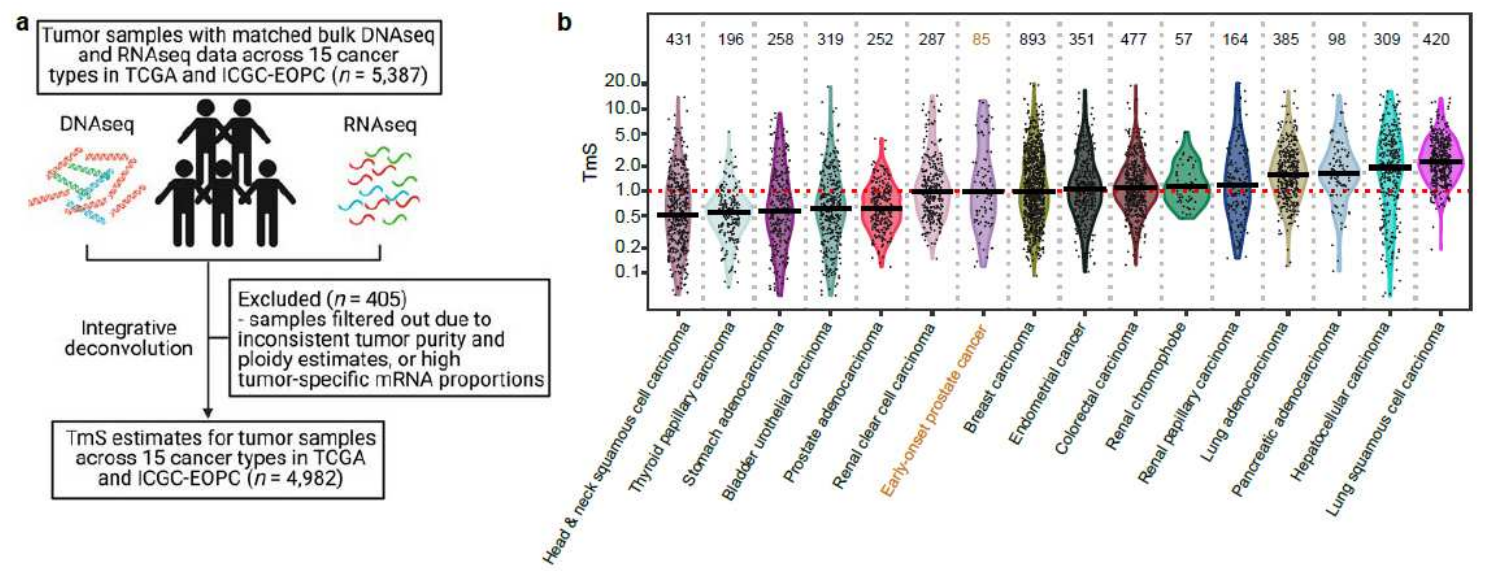 a
Tumor samples with matched bulk DNAseq
and RNAseq data across 15 cancer
types in TCGA and ICGC-EOPC (n = 5,387)
DNAseq
RNAseq
Integrative
deconvolution
Excluded (n = 405)
- samples filtered out due to
inconsistent tumor purity and
ploidy estimates, or high
tumor-specific mRNA proportions
TmS estimates for tumor samples
across 15 cancer types in TCGA
and ICGC-EOPC (n = 4,982)
b
431 196 258 319 252 287 85 893 351 477 57 164 385 98 309 420
TmS
20.0
10.0
5.0
2.0
1.0
0.5
0.2
0.1
Head & neck squamous cell carcinoma
Thyroid papillary carcinoma
Stomach adenocarcinoma
Bladder urothelial carcinoma
Prostate adenocarcinoma
Renal clear cell carcinoma
Early-onset prostate cancer
Breast carcinoma
Endometrial cancer
Colorectal carcinoma
Renal chromophobe
Renal papillary carcinoma
Lung adenocarcinoma
Pancreatic adenocarcinoma
Hepatocellular carcinoma
Lung squamous cell carcinoma